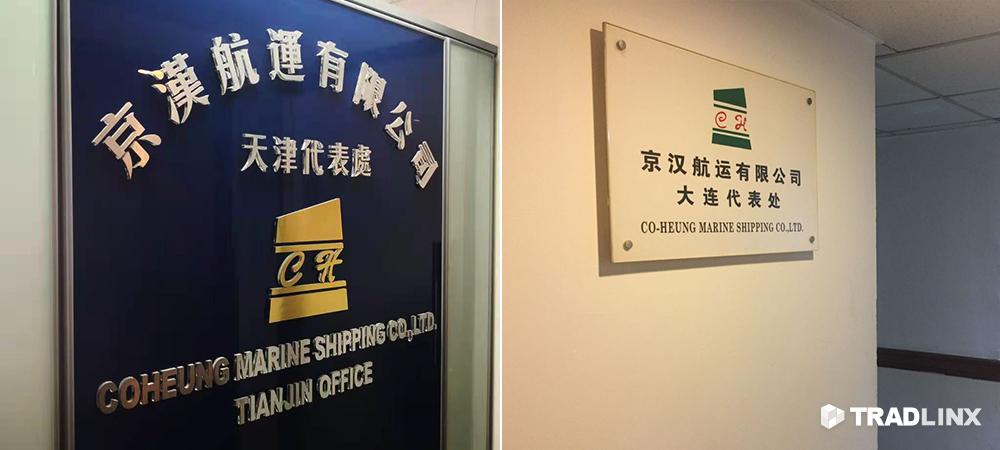 京漢航運有限公司
天津代表處
C H
COHEUNG MARINE SHIPPING CO.,LTD.
TIANJIN OFFICE
C H
京汉航运有限公司
大连代表处
CO-HEUNG MARINE SHIPPING CO.,LTD.
TRADLINX